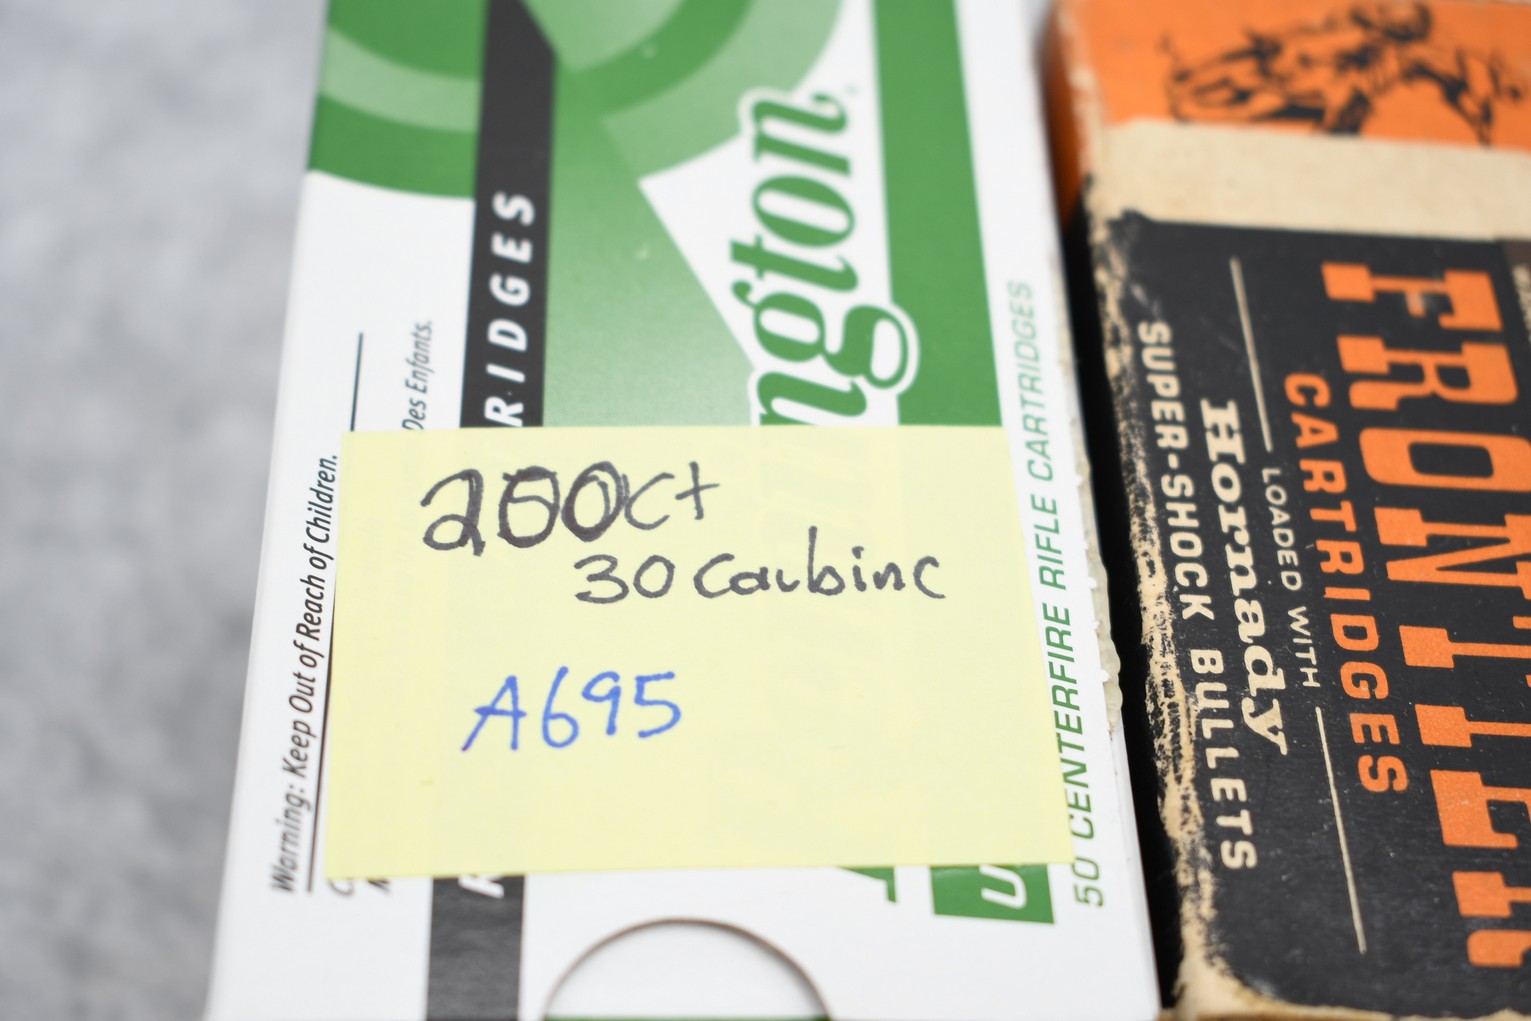 Warning: Keep Out of Reach of Children.
Des Enfants.
RIDGES
ngton
200ct
30 Carbine
A695
50 CENTERFIRE RIFLE CARTRIDGES
SUPER-SHOCK BULLETS
Hornady
LOADED WITH
CARTRIDGES
FRONTIER